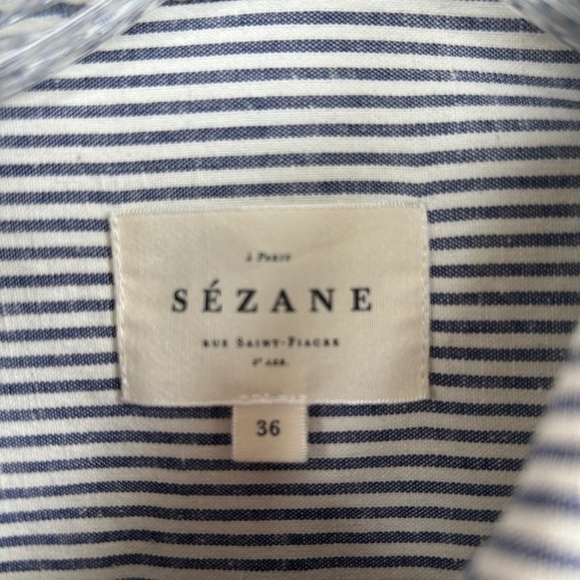 à Paris
SÉZANE
RUE SAINT-FIACRE
2e ARR.
36